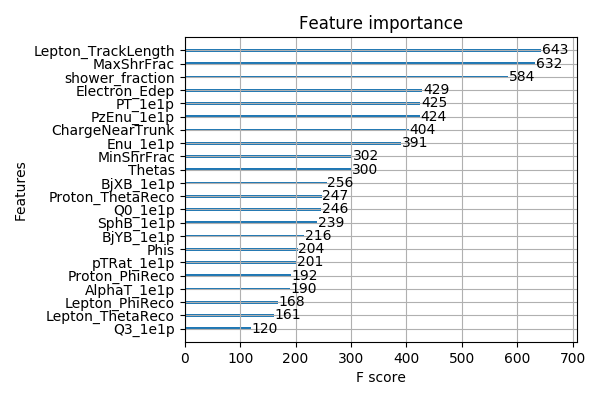 Feature importance
Features
Lepton_TrackLength 643
MaxShrFrac 632
shower_fraction 584
Electron_Edep 429
PT_1e1p 425
PzEnu_1e1p 424
ChargeNearTrunk 404
Enu_1e1p 391
MinShrFrac 302
Thetas 300
BjXB_1e1p 256
Proton_ThetaReco 247
Q0_1e1p 246
SphB_1e1p 239
BjYB_1e1p 216
Phis 204
pTRat_1e1p 201
Proton_PhiReco 192
AlphaT_1e1p 190
Lepton_PhiReco 168
Lepton_ThetaReco 161
Q3_1e1p 120
0 100 200 300 400 500 600 700
F score